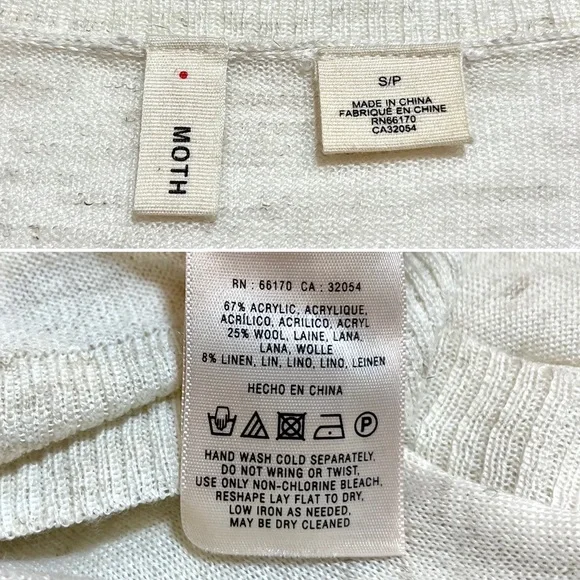 MOTH
S/P
MADE IN CHINA
FABRIQUÉ EN CHINE
RN66170
CA32054
RN : 66170 CA : 32054
67% ACRYLIC, ACRYLIQUE,
ACRÍLICO, ACRILICO, ACRYL
25% WOOL, LAINE, LANA,
LANA, WOLLE
8% LINEN, LIN, LINO, LINO, LEINEN
HECHO EN CHINA
P
HAND WASH COLD SEPARATELY,
DO NOT WRING OR TWIST,
USE ONLY NON-CHLORINE BLEACH,
RESHAPE LAY FLAT TO DRY,
LOW IRON AS NEEDED,
MAY BE DRY CLEANED